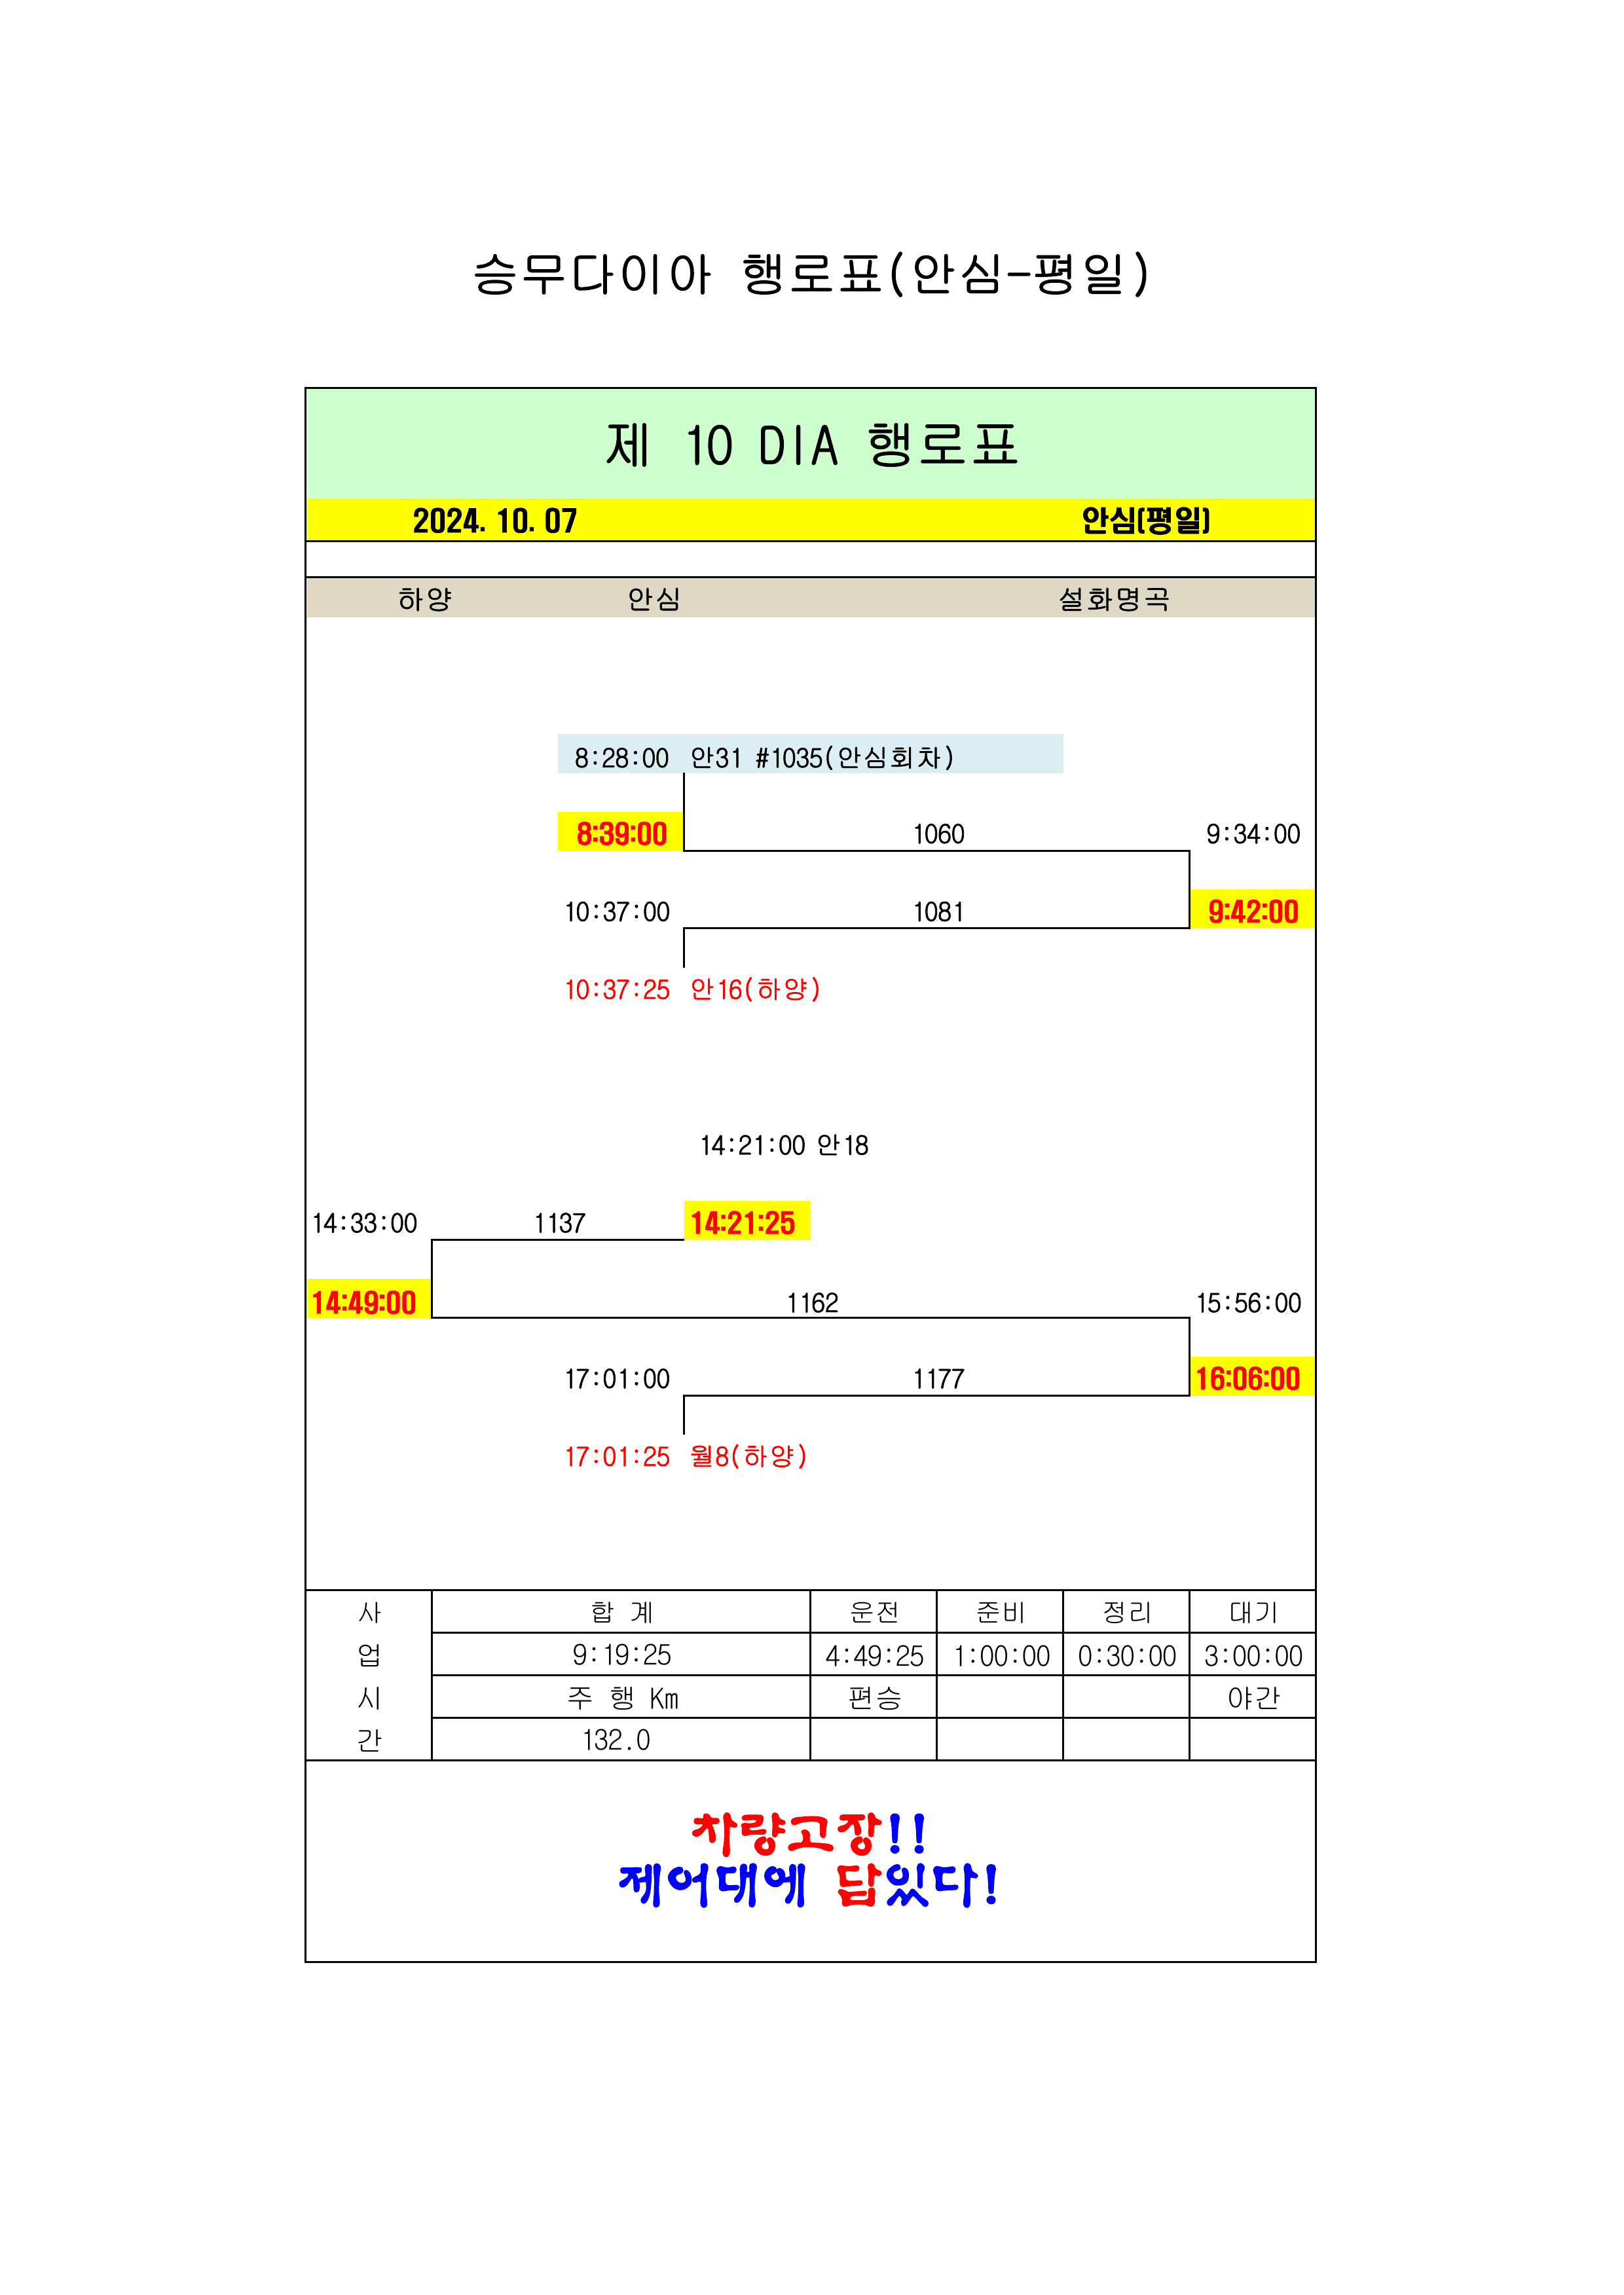 승무다이아 행로표(안심-평일)
제 10 DIA 행로표
2024. 10. 07 안심(평일)
하양 안심 설화명곡
8:28:00 안31 #1035(안심회차)
8:39:00 1060 9:34:00
10:37:00 1081 9:42:00
10:37:25 안16(하양)
14:21:00 안18
14:33:00 1137 14:21:25
14:49:00 1162 15:56:00
17:01:00 1177 16:06:00
17:01:25 월8(하양)
사 합 계 운전 준비 정리 대기
업 9:19:25 4:49:25 1:00:00 0:30:00 3:00:00
시 주 행 Km 편승 야간
간 132.0
차량고장!!
제어대에 답있다!